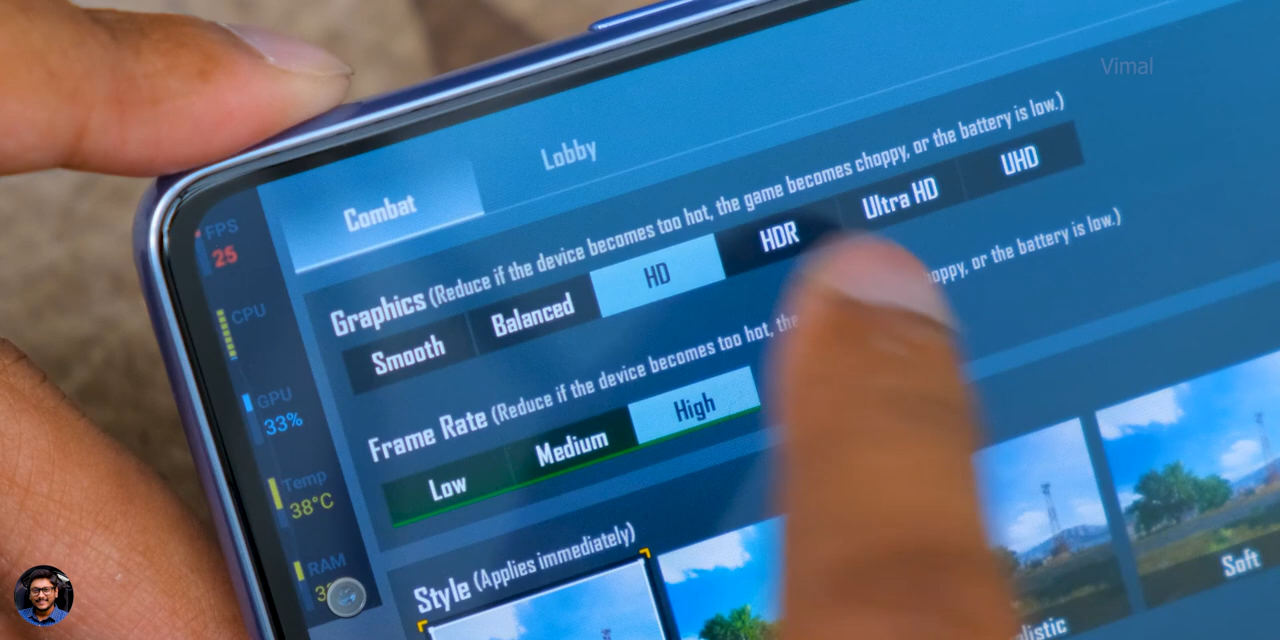 Vimal
Combat Lobby
FPS
25
CPU
GPU
33%
Temp
38°C
RAM
Graphics (Reduce if the device becomes too hot, the game becomes choppy, or the battery is low.)
Smooth Balanced HD HDR Ultra HD UHD
Frame Rate (Reduce if the device becomes too hot, the choppy, or the battery is low.)
Low Medium High
Style (Applies immediately)
Soft